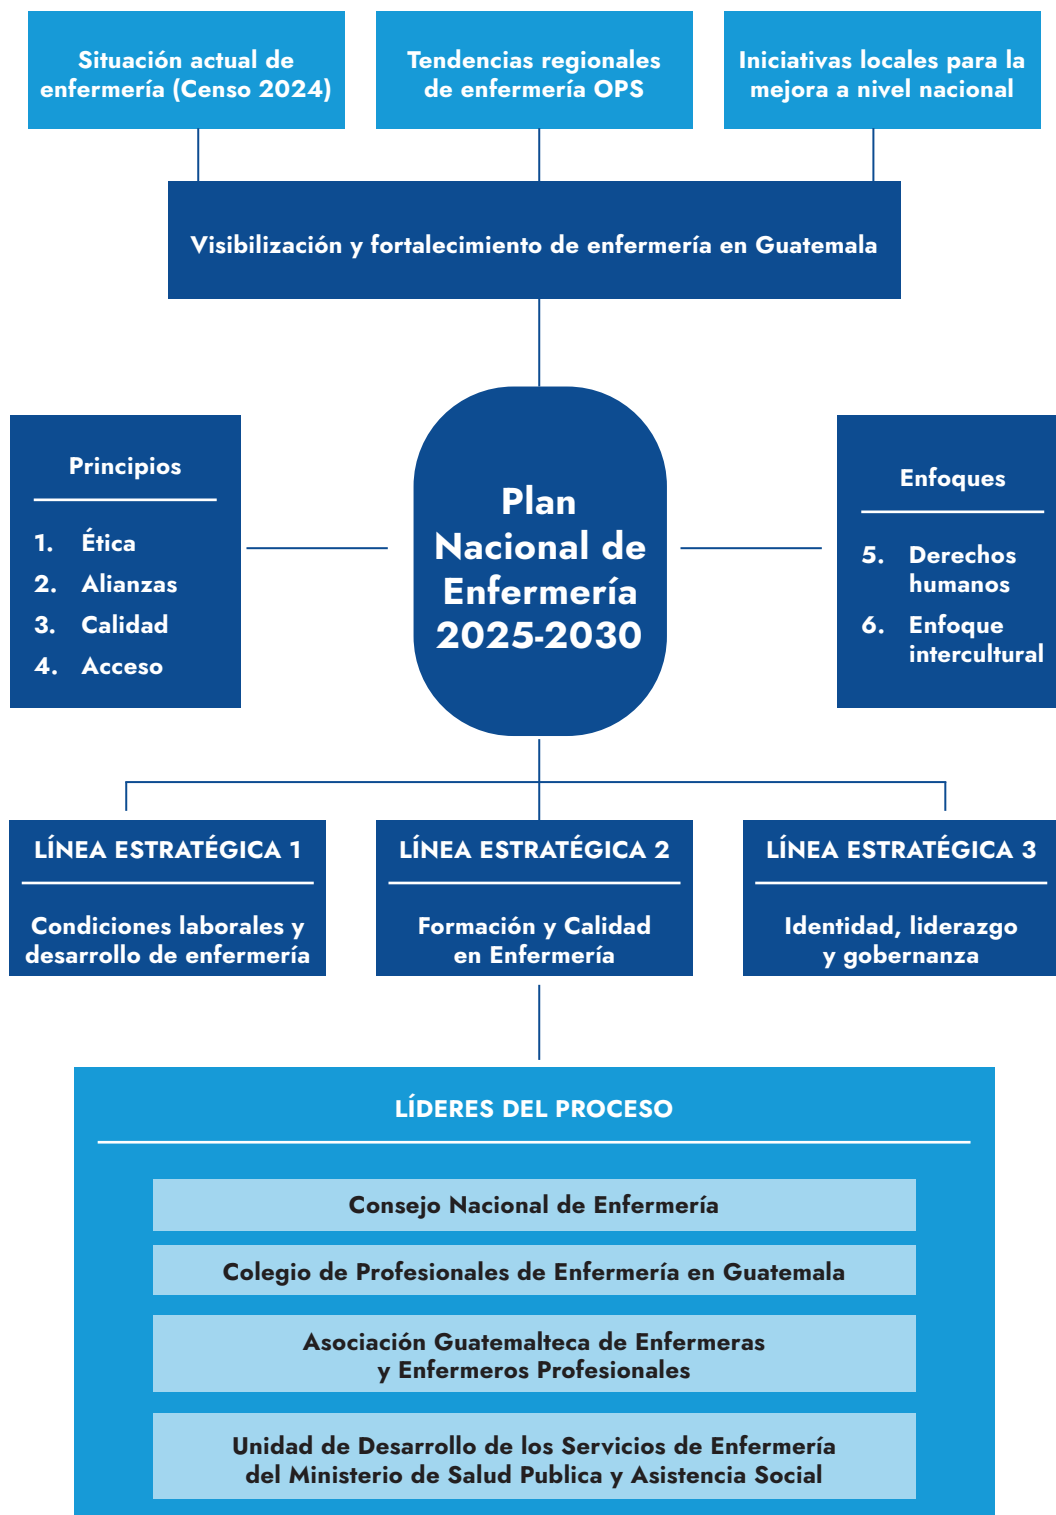 Situación actual de
enfermería (Censo 2024)
Tendencias regionales
de enfermería OPS
Iniciativas locales para la
mejora a nivel nacional
Visibilización y fortalecimiento de enfermería en Guatemala
Principios
1. Ética
2. Alianzas
3. Calidad
4. Acceso
Plan
Nacional de
Enfermería
2025-2030
Enfoques
5. Derechos
humanos
6. Enfoque
intercultural
LÍNEA ESTRATÉGICA 1
Condiciones laborales y
desarrollo de enfermería
LÍNEA ESTRATÉGICA 2
Formación y Calidad
en Enfermería
LÍNEA ESTRATÉGICA 3
Identidad, liderazgo
y gobernanza
LÍDERES DEL PROCESO
Consejo Nacional de Enfermería
Colegio de Profesionales de Enfermería en Guatemala
Asociación Guatemalteca de Enfermeras
y Enfermeros Profesionales
Unidad de Desarrollo de los Servicios de Enfermería
del Ministerio de Salud Publica y Asistencia Social